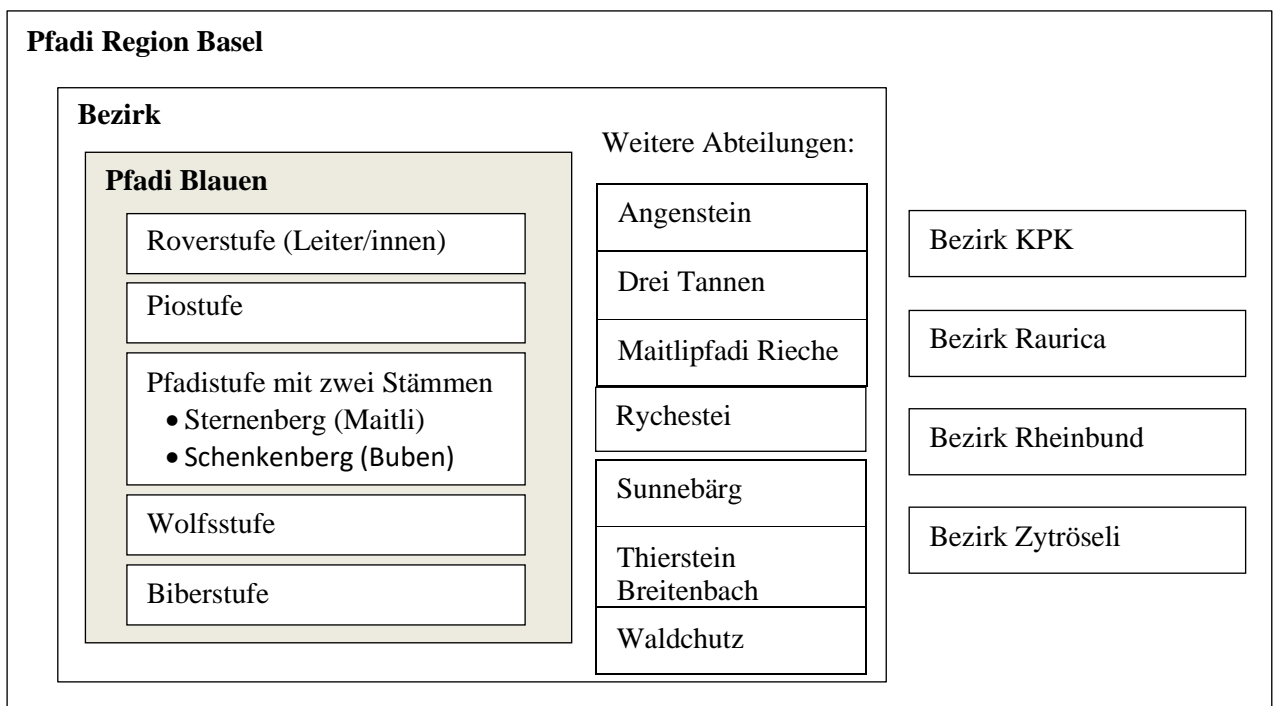 Pfadi Region Basel
Bezirk
Pfadi Blauen
Roverstufe (Leiter/innen)
Piostufe
Pfadistufe mit zwei Stämmen
• Sternenberg (Maitli)
• Schenkenberg (Buben)
Wolfsstufe
Biberstufe
Weitere Abteilungen:
Angenstein
Drei Tannen
Maitlipfadi Rieche
Rychestei
Sunnebärg
Thierstein
Breitenbach
Waldchutz
Bezirk KPK
Bezirk Raurica
Bezirk Rheinbund
Bezirk Zytröseli